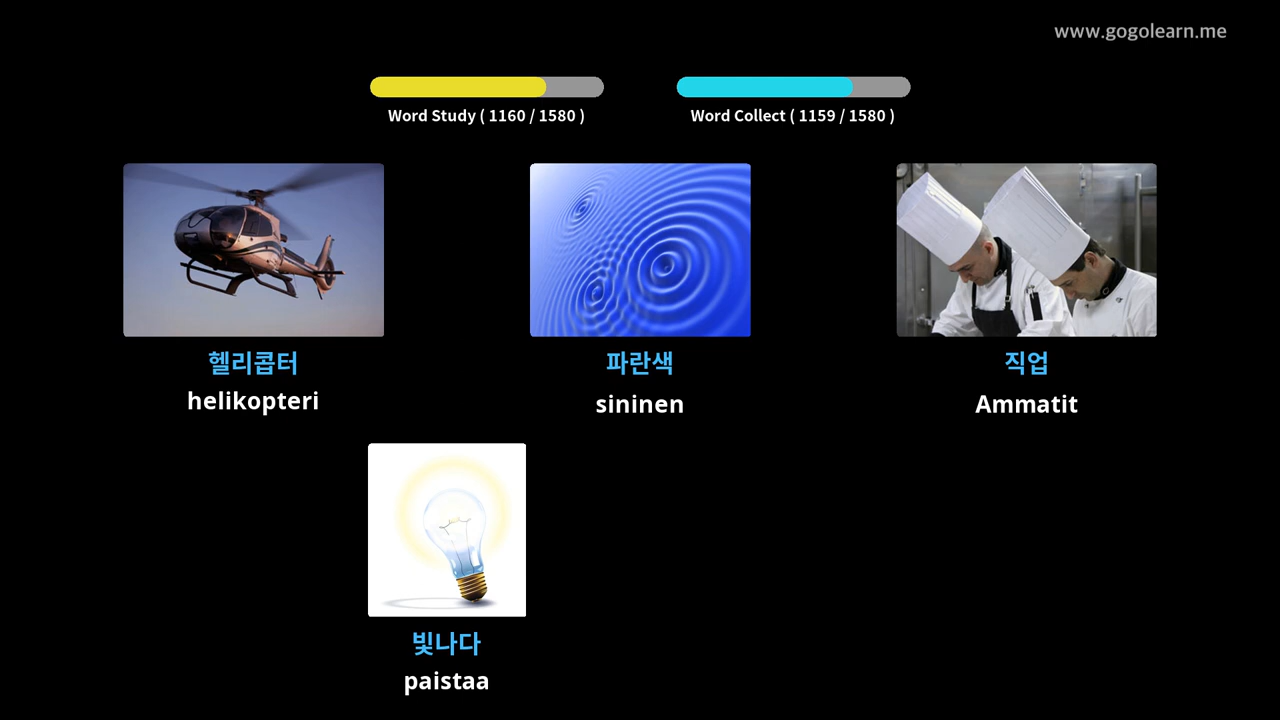 www.gogolearn.me
Word Study ( 1160 / 1580 )
Word Collect ( 1159 / 1580 )
헬리콥터
helikopteri
파란색
sininen
직업
Ammatit
빛나다
paistaa